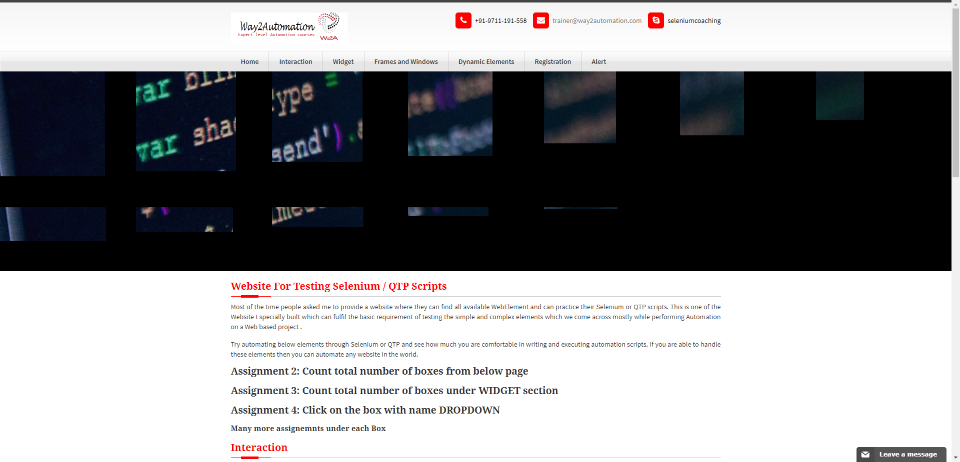 Way2Automation
Expert level Automation courses
W2A
+91-9711-191-558
trainer@way2automation.com
seleniumcoaching
Home
Interaction
Widget
Frames and Windows
Dynamic Elements
Registration
Alert
var blin
var shad
ype =
send').
Website For Testing Selenium / QTP Scripts
Most of the time people asked me to provide a website where they can find all available WebElement and can practice their Selenium or QTP scripts. This is one of the
Website I specially built which can fulfil the basic requirement of testing the simple and complex elements which we come across mostly while performing Automation
on a Web based project .
Try automating below elements through Selenium or QTP and see how much you are comfortable in writing and executing automation scripts. If you are able to handle
these elements then you can automate any website in the world.
Assignment 2: Count total number of boxes from below page
Assignment 3: Count total number of boxes under WIDGET section
Assignment 4: Click on the box with name DROPDOWN
Many more assignemnts under each Box
Interaction
Leave a message